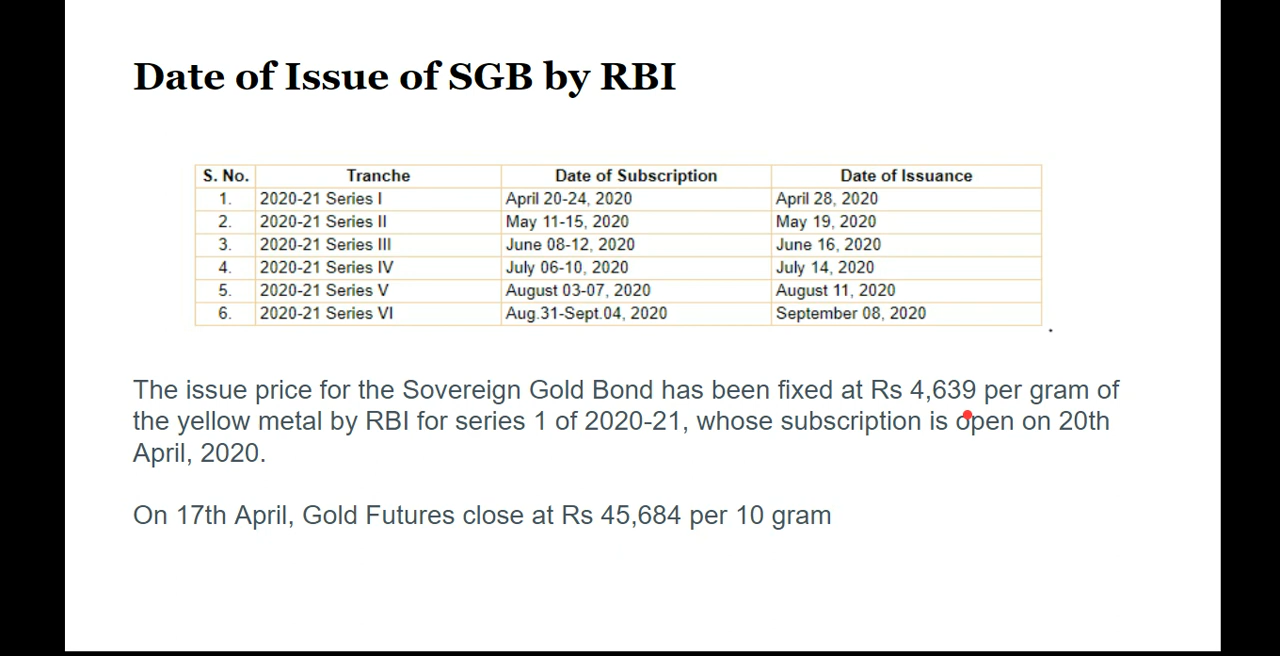 Date of Issue of SGB by RBI
S. No. Tranche Date of Subscription Date of Issuance
1. 2020-21 Series I April 20-24, 2020 April 28, 2020
2. 2020-21 Series II May 11-15, 2020 May 19, 2020
3. 2020-21 Series III June 08-12, 2020 June 16, 2020
4. 2020-21 Series IV July 06-10, 2020 July 14, 2020
5. 2020-21 Series V August 03-07, 2020 August 11, 2020
6. 2020-21 Series VI Aug.31-Sept.04, 2020 September 08, 2020
.
The issue price for the Sovereign Gold Bond has been fixed at Rs 4,639 per gram of
the yellow metal by RBI for series 1 of 2020-21, whose subscription is open on 20th
April, 2020.
On 17th April, Gold Futures close at Rs 45,684 per 10 gram